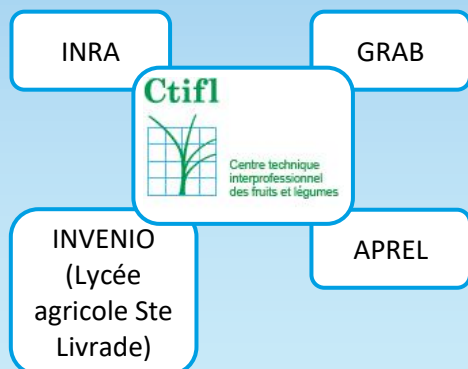 INRA
GRAB
Ctifl
Centre technique
interprofessionnel
des fruits et légumes
INVENIO
(Lycée
agricole Ste
Livrade)
APREL